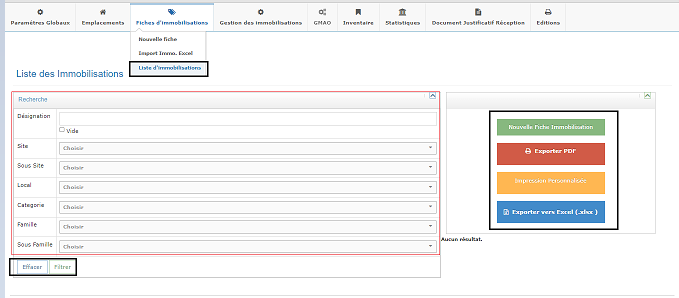 Paramétres Globaux
Emplacements
Fiches d'immobilisations
Gestion des immobilisations
GMAO
Inventaire
Statistiques
Document Justificatif Réception
Editions
Nouvelle fiche
Import Immo. Excel
Liste d'immobilisations
Liste des Immobilisations
Recherche
Désignation
Vide
Site
Choisir
Sous Site
Choisir
Local
Choisir
Categorie
Choisir
Famille
Choisir
Sous Famille
Choisir
Effacer
Filtrer
Nouvelle Fiche Immobilisation
Exporter PDF
Impression Personnalisée
Exporter vers Excel (.xlsx )
Aucun résultat.